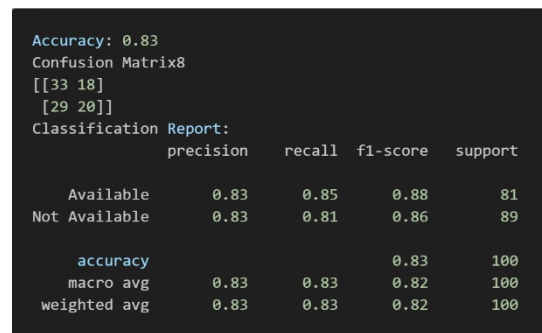 Accuracy: 0.83
Confusion Matrix8
[[33 18]
[29 20]]
Classification Report:
precision recall f1-score support
Available 0.83 0.85 0.88 81
Not Available 0.83 0.81 0.86 89
accuracy 0.83 100
macro avg 0.83 0.83 0.82 100
weighted avg 0.83 0.83 0.82 100